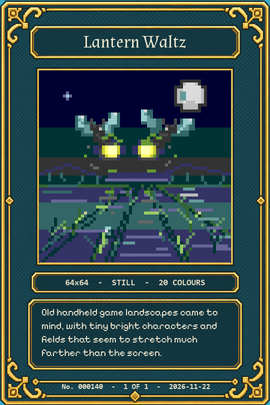 Lantern Waltz
64x64 - STILL - 20 COLOURS
Old handheld game landscapes came to
mind, with tiny bright characters and
fields that seem to stretch much
farther than the screen.
No. 000140 - 1 OF 1 - 2026-11-22